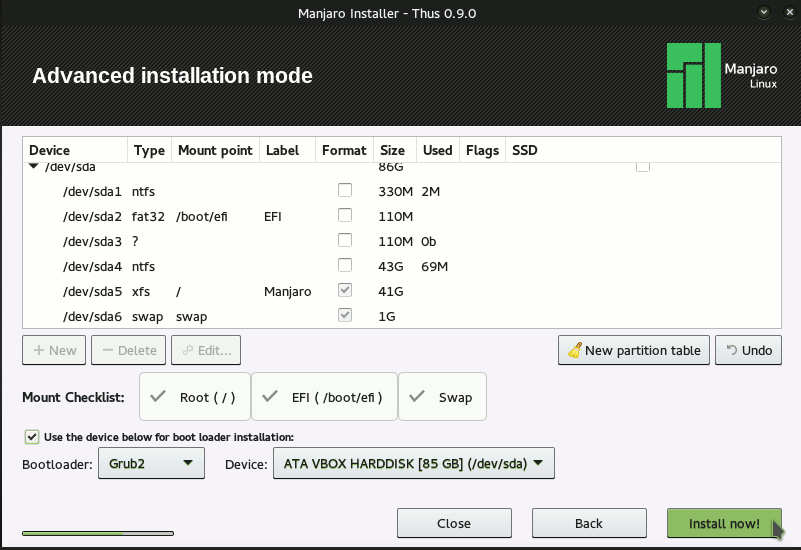 Manjaro Installer - Thus 0.9.0
Advanced installation mode
Manjaro
Linux
Device Type Mount point Label Format Size Used Flags SSD
/dev/sda 86G
/dev/sda1 ntfs 330M 2M
/dev/sda2 fat32 /boot/efi EFI 110M
/dev/sda3 ? 110M 0b
/dev/sda4 ntfs 43G 69M
/dev/sda5 xfs / Manjaro 41G
/dev/sda6 swap swap 1G
New Delete Edit... New partition table Undo
Mount Checklist: Root ( / ) EFI ( /boot/efi ) Swap
Use the device below for boot loader installation:
Bootloader: Grub2 Device: ATA VBOX HARDDISK [85 GB] (/dev/sda)
Close Back Install now!